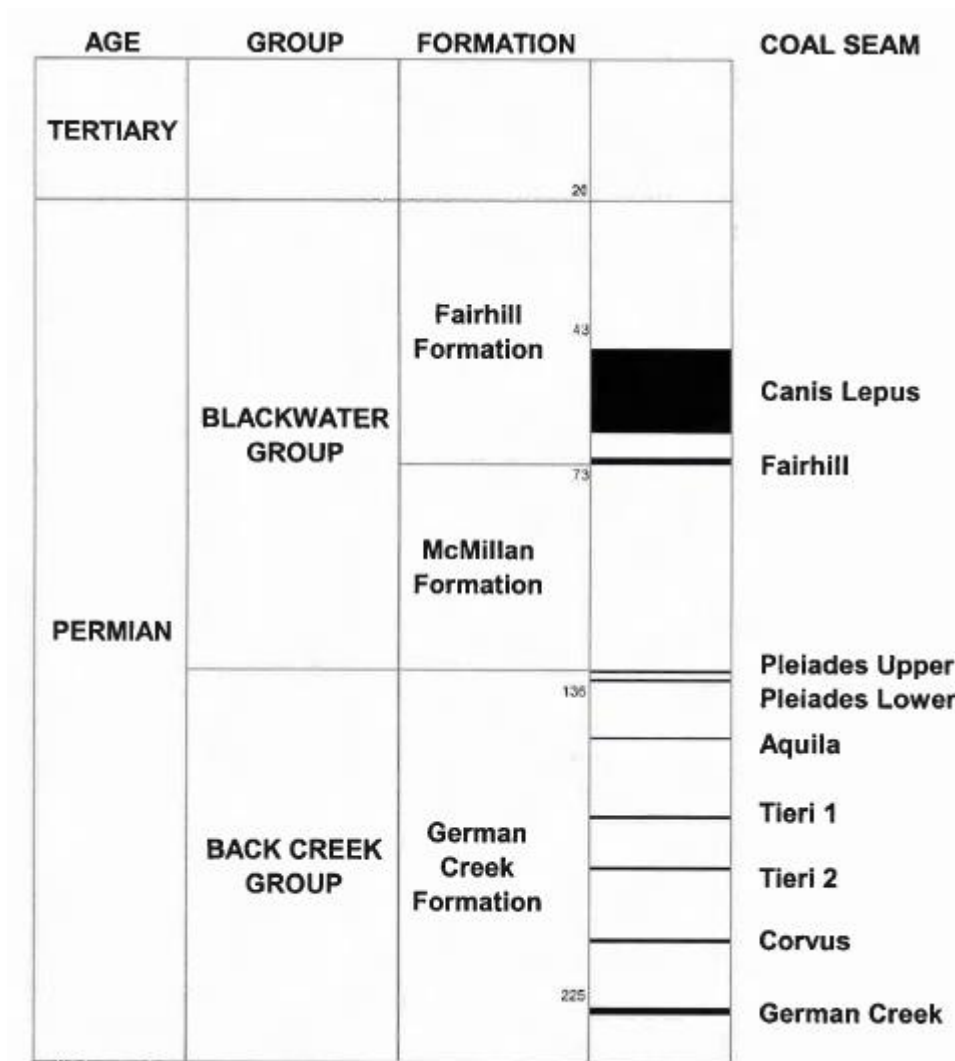 AGE GROUP FORMATION COAL SEAM
TERTIARY
26
Fairhill
Formation
43
Canis Lepus
BLACKWATER
GROUP
Fairhill
73
McMillan
Formation
PERMIAN
Pleiades Upper
136
Pleiades Lower
Aquila
Tieri 1
BACK CREEK
GROUP
German
Creek
Formation
Tieri 2
Corvus
225
German Creek